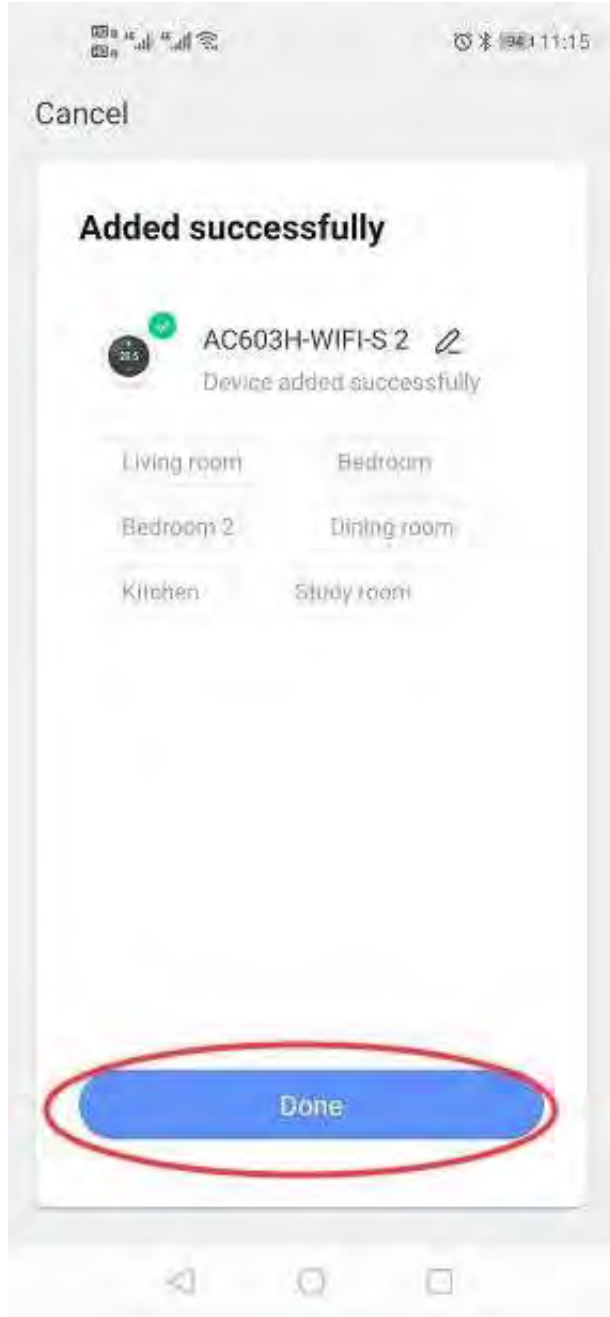 11:15
Cancel
Added successfully
AC603H-WIFI-S 2
Device added successfully
Living room Bedroom
Bedroom 2 Dining room
Kitchen Study room
Done